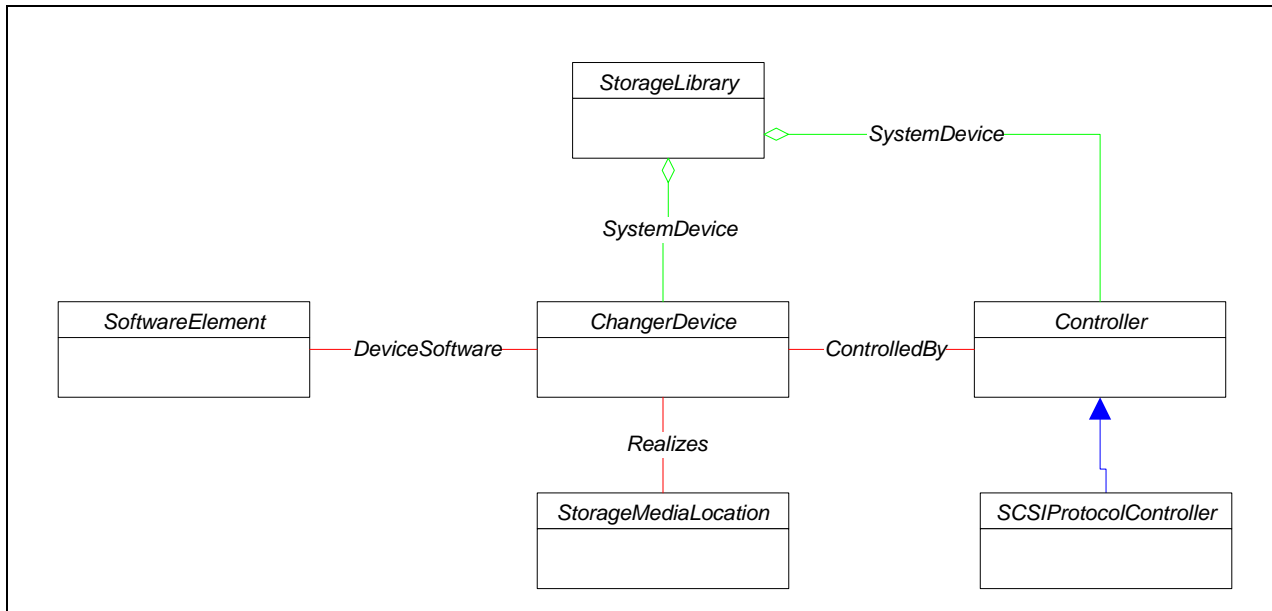 StorageLibrary
SystemDevice
SystemDevice
SoftwareElement
DeviceSoftware
ChangerDevice
ControlledBy
Controller
Realizes
StorageMediaLocation
SCSIProtocolController